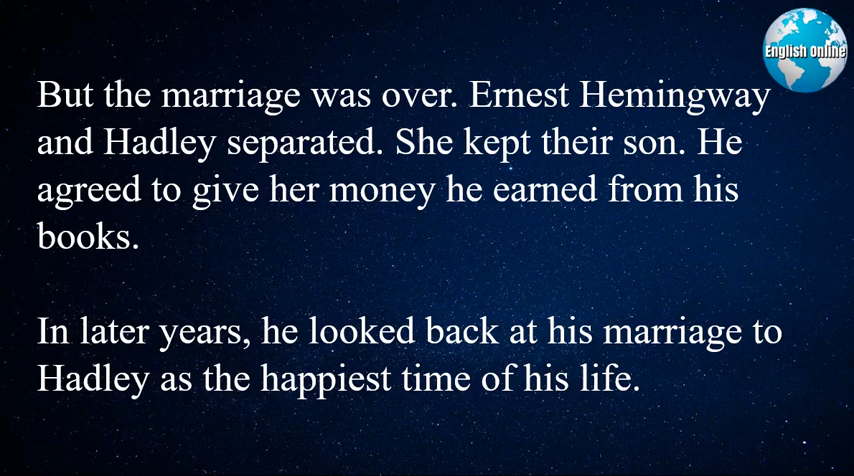 English Online
But the marriage was over. Ernest Hemingway
and Hadley separated. She kept their son. He
agreed to give her money he earned from his
books.
In later years, he looked back at his marriage to
Hadley as the happiest time of his life.